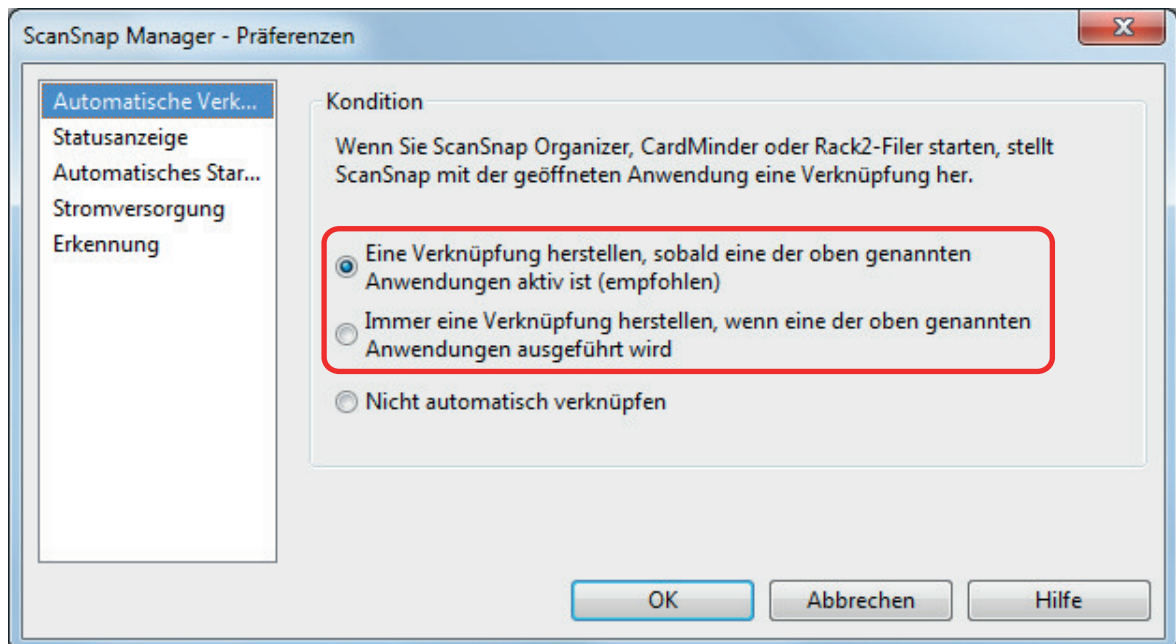 ScanSnap Manager - Präferenzen
Automatische Verk...
Statusanzeige
Automatisches Star...
Stromversorgung
Erkennung
Kondition
Wenn Sie ScanSnap Organizer, CardMinder oder Rack2-Filer starten, stellt
ScanSnap mit der geöffneten Anwendung eine Verknüpfung her.
Eine Verknüpfung herstellen, sobald eine der oben genannten
Anwendungen aktiv ist (empfohlen)
Immer eine Verknüpfung herstellen, wenn eine der oben genannten
Anwendungen ausgeführt wird
Nicht automatisch verknüpfen
OK
Abbrechen
Hilfe